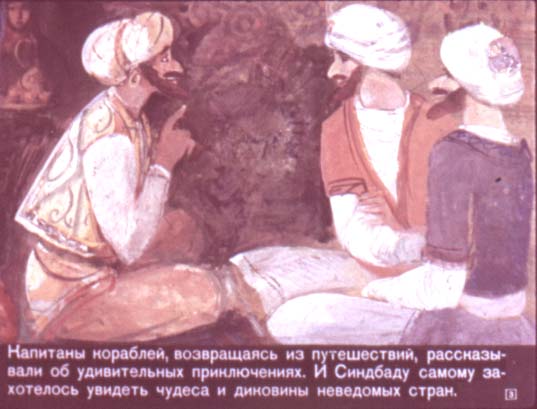 Капитаны кораблей, возвращаясь из путешествий, рассказы-
вали об удивительных приключениях. И Синдбаду самому за-
хотелось увидеть чудеса и диковины неведомых стран.
3